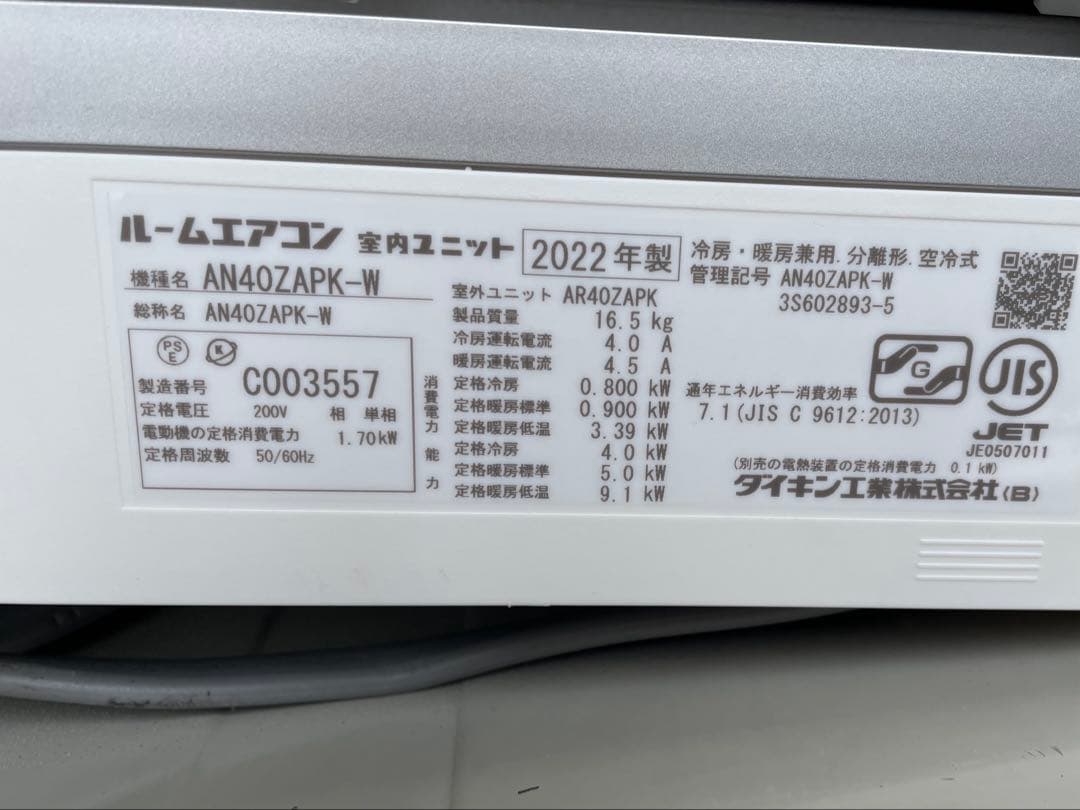 ルームエアコン 室内ユニット 2022年製
機種名 AN40ZAPK-W
総称名 AN40ZAPK-W
PS
E
K
製造番号 C003557
定格電圧 200V 相 単相
電動機の定格消費電力 1.70kW
定格周波数 50/60Hz
室外ユニット AR40ZAPK
製品質量 16.5 kg
冷房運転電流 4.0 A
暖房運転電流 4.5 A
消費電力 定格冷房 0.800 kW
定格暖房標準 0.900 kW
定格暖房低温 3.39 kW
能力 定格冷房 4.0 kW
定格暖房標準 5.0 kW
定格暖房低温 9.1 kW
冷房・暖房兼用.分離形.空冷式
管理記号 AN40ZAPK-W
3S602893-5
G
JIS
JET
JE0507011
通年エネルギー消費効率
7.1(JIS C 9612:2013)
(別売の電熱装置の定格消費電力 0.1 kW)
ダイキン工業株式会社(B)